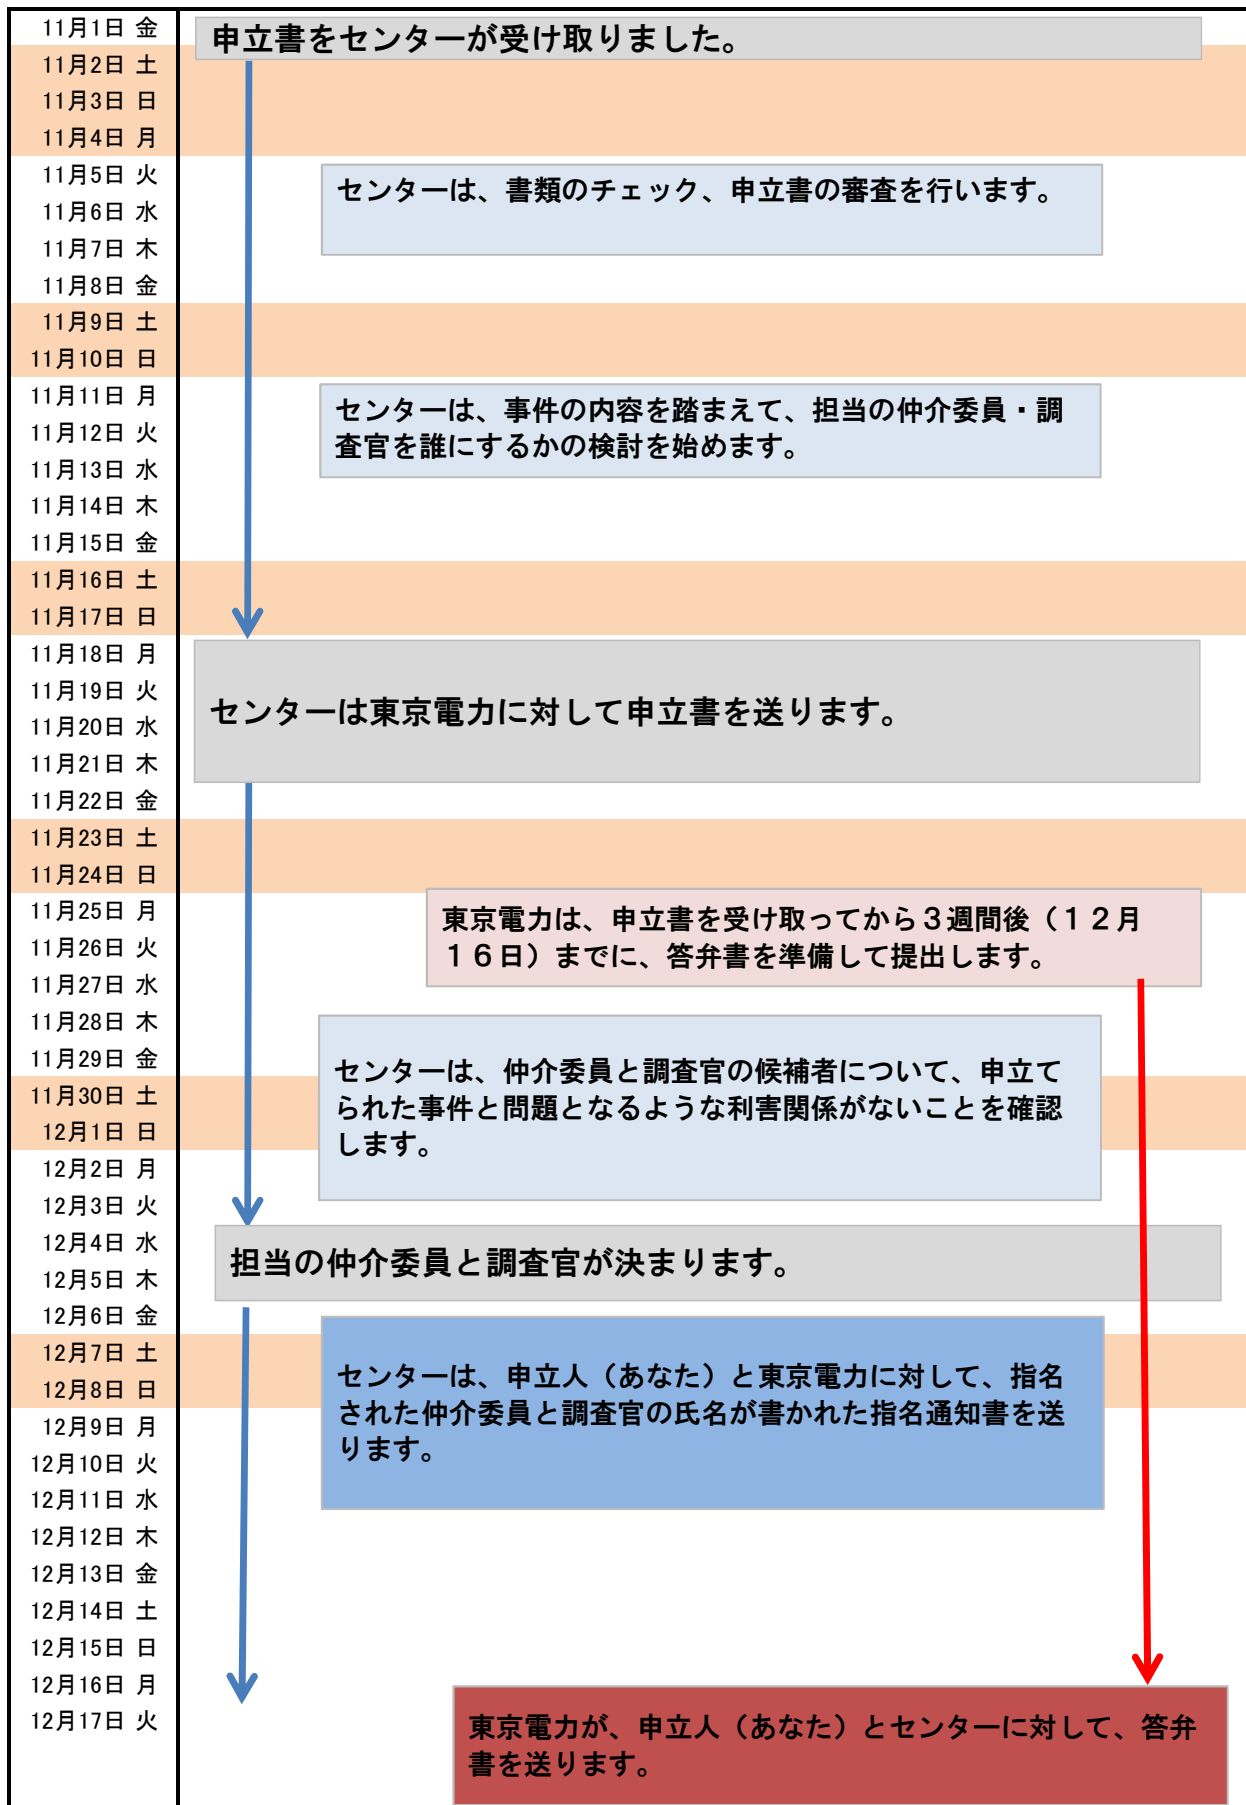 11月1日 金
申立書をセンターが受け取りました。
11月2日 土
11月3日 日
11月4日 月
11月5日 火
センターは、書類のチェック、申立書の審査を行います。
11月6日 水
11月7日 木
11月8日 金
11月9日 土
11月10日 日
11月11日 月
センターは、事件の内容を踏まえて、担当の仲介委員・調
査官を誰にするかの検討を始めます。
11月12日 火
11月13日 水
11月14日 木
11月15日 金
11月16日 土
11月17日 日
11月18日 月
11月19日 火
センターは東京電力に対して申立書を送ります。
11月20日 水
11月21日 木
11月22日 金
11月23日 土
11月24日 日
11月25日 月
東京電力は、申立書を受け取ってから３週間後（１２月
１６日）までに、答弁書を準備して提出します。
11月26日 火
11月27日 水
11月28日 木
11月29日 金
センターは、仲介委員と調査官の候補者について、申立て
られた事件と問題となるような利害関係がないことを確認
します。
11月30日 土
12月1日 日
12月2日 月
12月3日 火
12月4日 水
担当の仲介委員と調査官が決まります。
12月5日 木
12月6日 金
12月7日 土
センターは、申立人（あなた）と東京電力に対して、指名
された仲介委員と調査官の氏名が書かれた指名通知書を送
ります。
12月8日 日
12月9日 月
12月10日 火
12月11日 水
12月12日 木
12月13日 金
12月14日 土
12月15日 日
12月16日 月
12月17日 火
東京電力が、申立人（あなた）とセンターに対して、答弁
書を送ります。